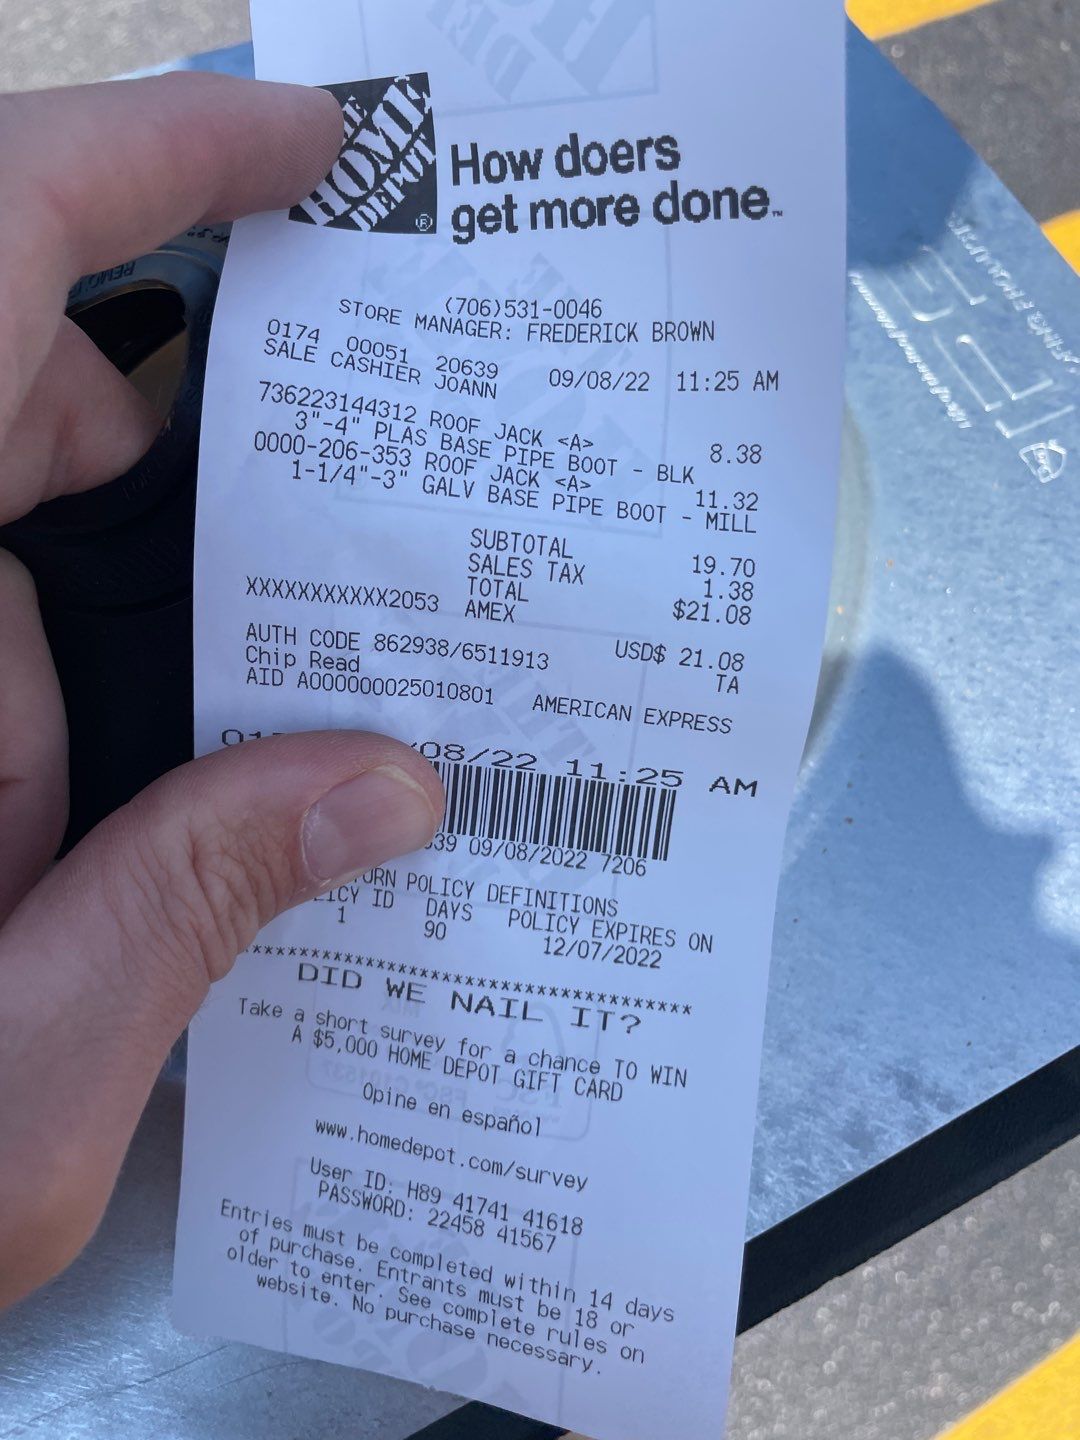 THE
HOME
DEPOT
®
How doers
get more done™
(706)531-0046
STORE MANAGER: FREDERICK BROWN
0174 00051 20639 09/08/22 11:25 AM
SALE CASHIER JOANN
736223144312 ROOF JACK <A> 8.38
3"-4" PLAS BASE PIPE BOOT - BLK
0000-206-353 ROOF JACK <A> 11.32
1-1/4"-3" GALV BASE PIPE BOOT - MILL
SUBTOTAL 19.70
SALES TAX 1.38
TOTAL $21.08
XXXXXXXXXXX2053 AMEX
USD$ 21.08
AUTH CODE 862938/6511913 TA
Chip Read
AID A000000025010801 AMERICAN EXPRESS
/08/22 11:25 AM
39 09/08/2022 7206
POLICY DEFINITIONS
ID DAYS POLICY EXPIRES ON
1 90 12/07/2022
***************************************
DID WE NAIL IT?
Take a short survey for a chance TO WIN
A $5,000 HOME DEPOT GIFT CARD
Opine en español
www.homedepot.com/survey
User ID: H89 41741 41618
PASSWORD: 22458 41567
Entries must be completed within 14 days
of purchase. Entrants must be 18 or
older to enter. See complete rules on
website. No purchase necessary.